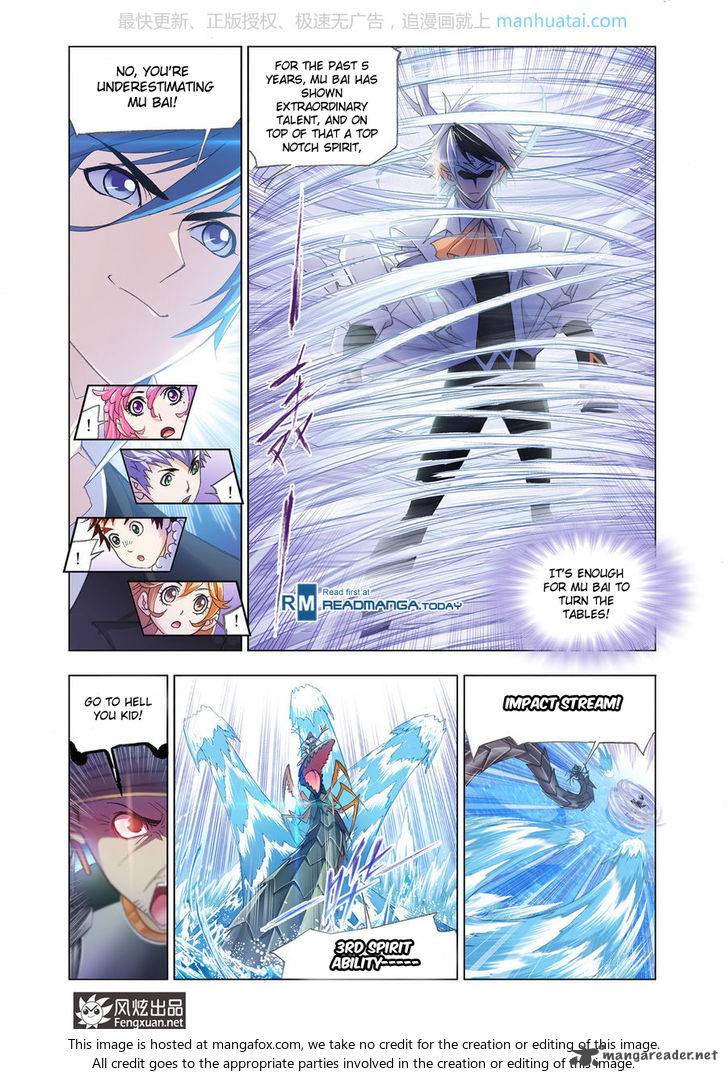 最快更新、正版授权、极速无广告，追漫画就上 manhuatai.com
NO, YOU'RE
UNDERESTIMATING
MU BAI!
FOR THE PAST 5
YEARS, MU BAI HAS
SHOWN
EXTRAORDINARY
TALENT, AND ON
TOP OF THAT A TOP
NOTCH SPIRIT,
!
!
!
!
IT'S ENOUGH
FOR MU BAI TO
TURN THE
TABLES!
RM Read first at
READMANGA.TODAY
GO TO HELL
YOU KID!
3RD SPIRIT
ABILITY-----
IMPACT STREAM!
风炫出品
Fengxuan.net
This image is hosted at mangafox.com, we take no credit for the creation or editing of this image.
All credit goes to the appropriate parties involved in the creation or editing of this image.
mangareader.net